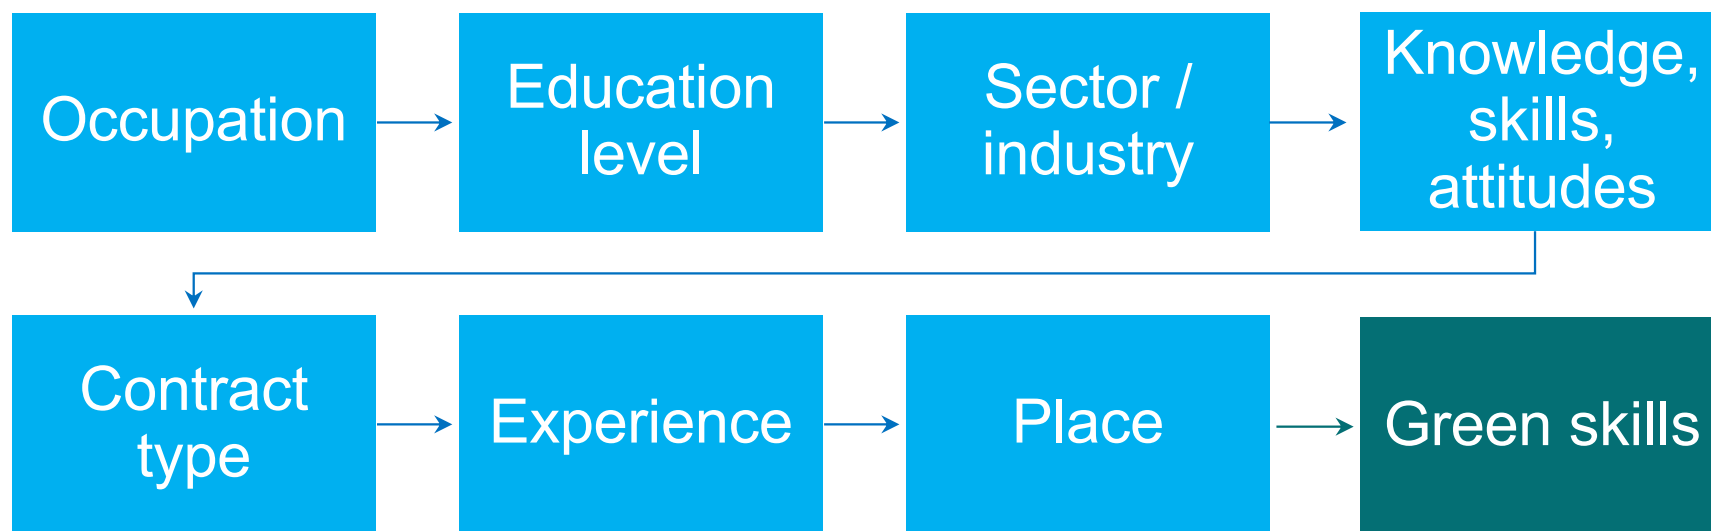 Occupation
Education
level
Sector /
industry
Knowledge,
skills,
attitudes
Contract
type
Experience
Place
Green skills